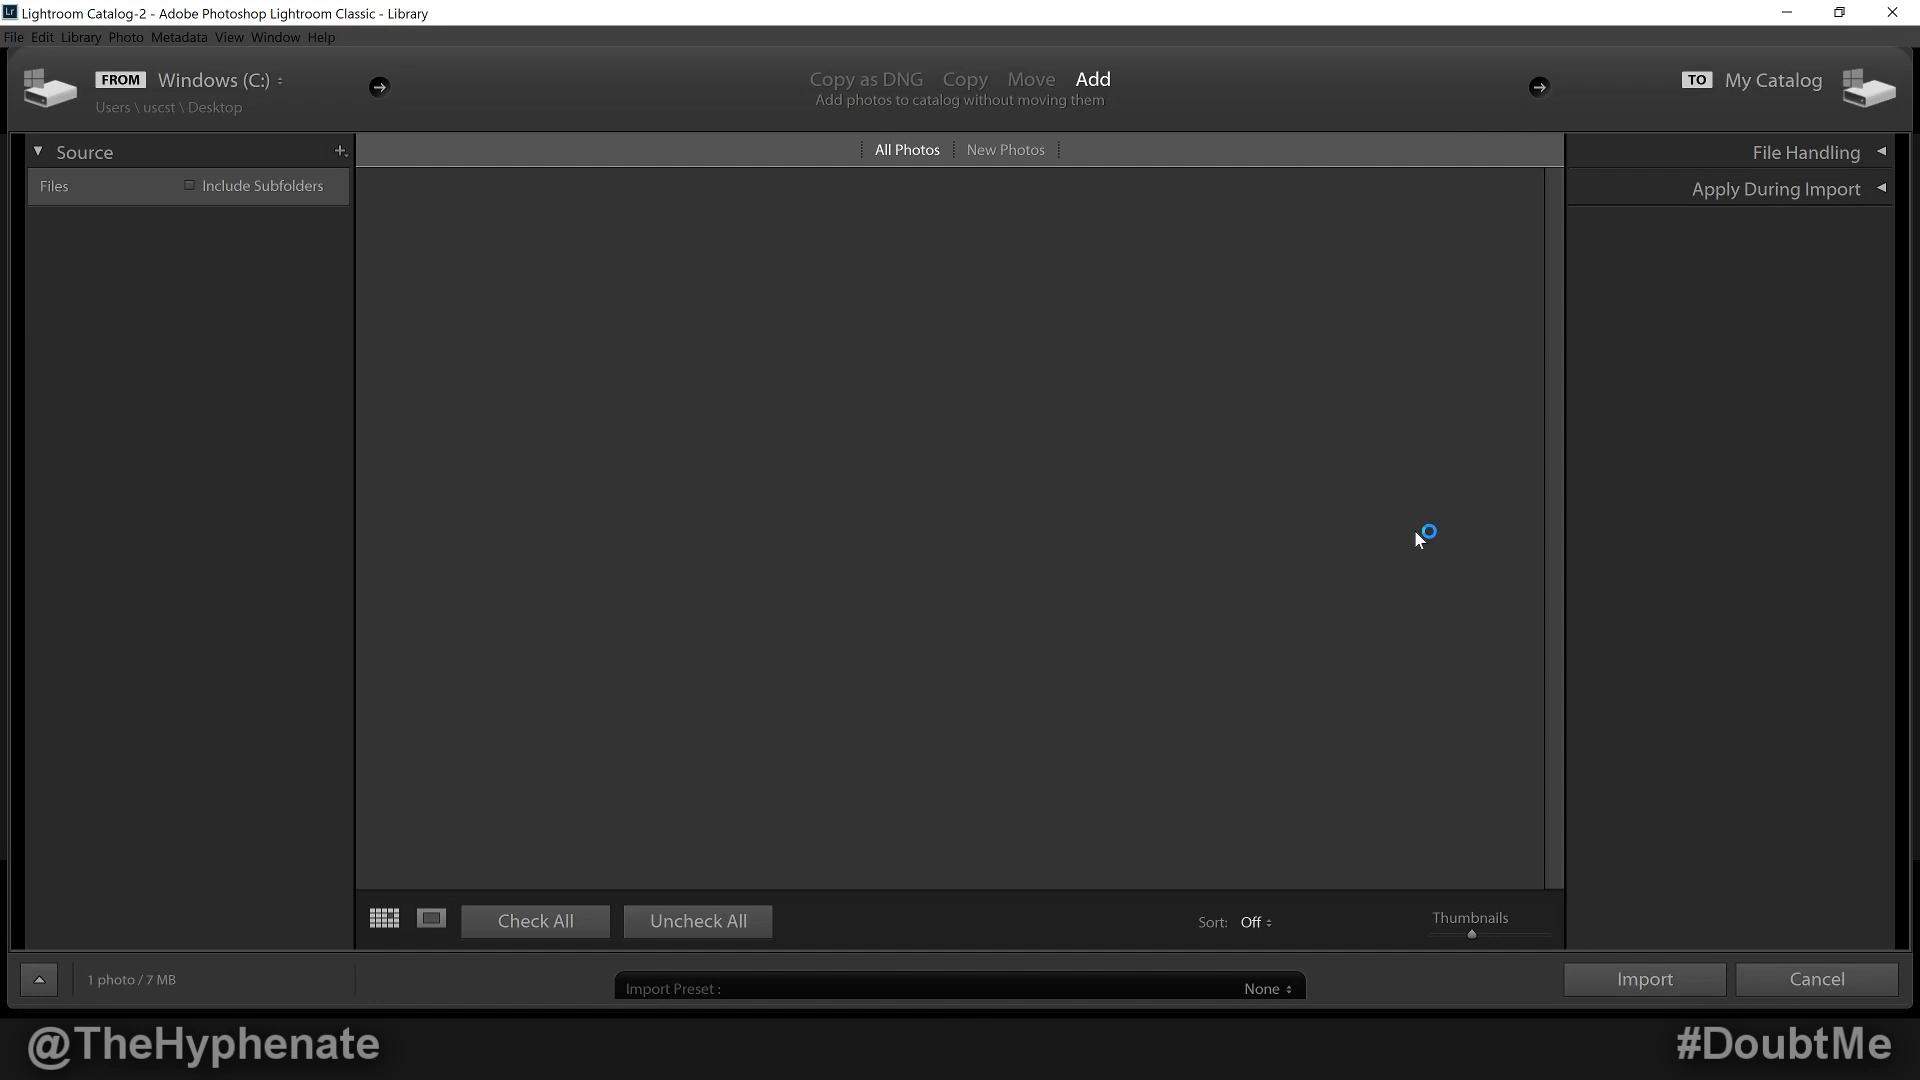 Lr Lightroom Catalog-2 - Adobe Photoshop Lightroom Classic - Library
File Edit Library Photo Metadata View Window Help
FROM Windows (C:)
Users \ uscst \ Desktop
Copy as DNG Copy Move Add
Add photos to catalog without moving them
TO My Catalog
Source
Files Include Subfolders
All Photos New Photos
File Handling
Apply During Import
Check All Uncheck All
Sort: Off
Thumbnails
1 photo / 7 MB
Import Preset : None
Import Cancel
@TheHyphenate #DoubtMe